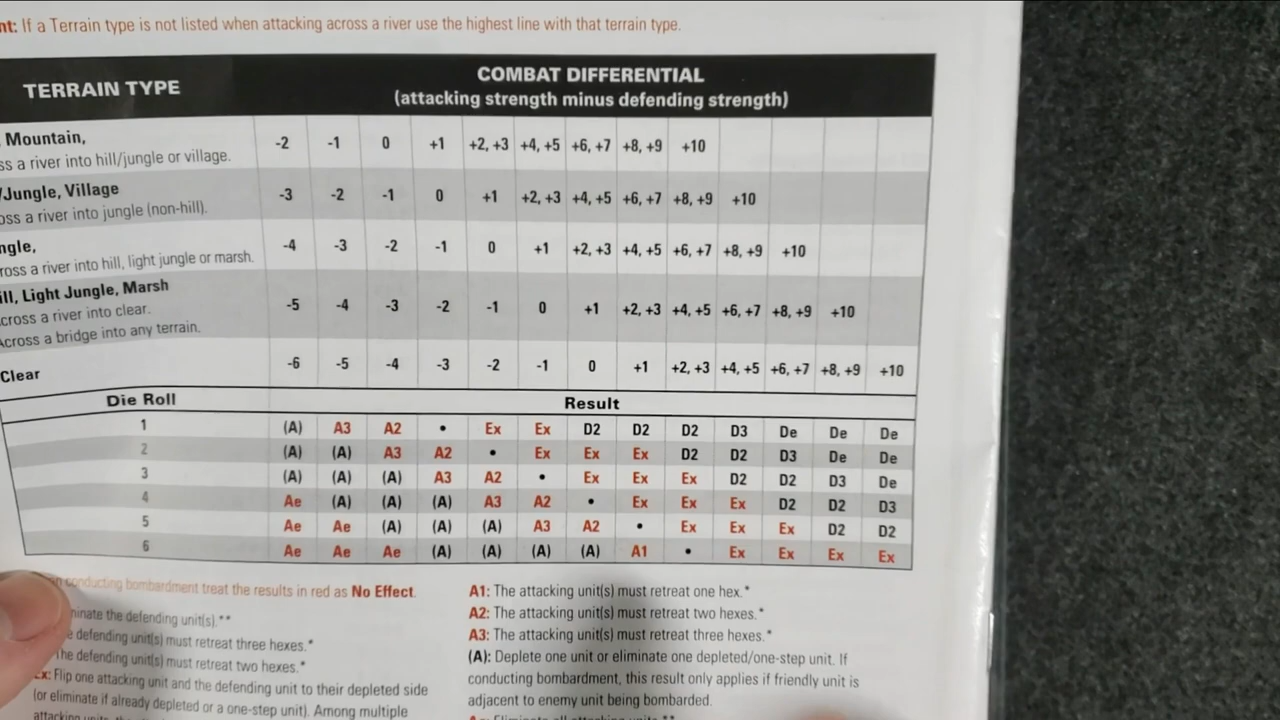 nt: If a Terrain type is not listed when attacking across a river use the highest line with that terrain type.
TERRAIN TYPE
COMBAT DIFFERENTIAL
(attacking strength minus defending strength)
Mountain,
ss a river into hill/jungle or village.
-2 -1 0 +1 +2, +3 +4, +5 +6, +7 +8, +9 +10
/Jungle, Village
oss a river into jungle (non-hill).
-3 -2 -1 0 +1 +2, +3 +4, +5 +6, +7 +8, +9 +10
ngle,
ross a river into hill, light jungle or marsh.
-4 -3 -2 -1 0 +1 +2, +3 +4, +5 +6, +7 +8, +9 +10
ill, Light Jungle, Marsh
cross a river into clear.
Across a bridge into any terrain.
-5 -4 -3 -2 -1 0 +1 +2, +3 +4, +5 +6, +7 +8, +9 +10
Clear -6 -5 -4 -3 -2 -1 0 +1 +2, +3 +4, +5 +6, +7 +8, +9 +10
Die Roll Result
1 (A) A3 A2 • Ex Ex D2 D2 D2 D3 De De De
2 (A) (A) A3 A2 • Ex Ex Ex D2 D2 D3 De De
3 (A) (A) (A) A3 A2 • Ex Ex Ex D2 D2 D3 De
4 Ae (A) (A) (A) A3 A2 • Ex Ex Ex D2 D2 D3
5 Ae Ae (A) (A) (A) A3 A2 • Ex Ex Ex D2 D2
6 Ae Ae Ae (A) (A) (A) (A) A1 • Ex Ex Ex Ex
conducting bombardment treat the results in red as No Effect.
minate the defending unit(s).**
e defending unit(s) must retreat three hexes.*
The defending unit(s) must retreat two hexes.*
Ex: Flip one attacking unit and the defending unit to their depleted side
(or eliminate if already depleted or a one-step unit). Among multiple
attacking units, the
A1: The attacking unit(s) must retreat one hex.*
A2: The attacking unit(s) must retreat two hexes.*
A3: The attacking unit(s) must retreat three hexes.*
(A): Deplete one unit or eliminate one depleted/one-step unit. If
conducting bombardment, this result only applies if friendly unit is
adjacent to enemy unit being bombarded.
Ae: Eliminate all attacking units.**